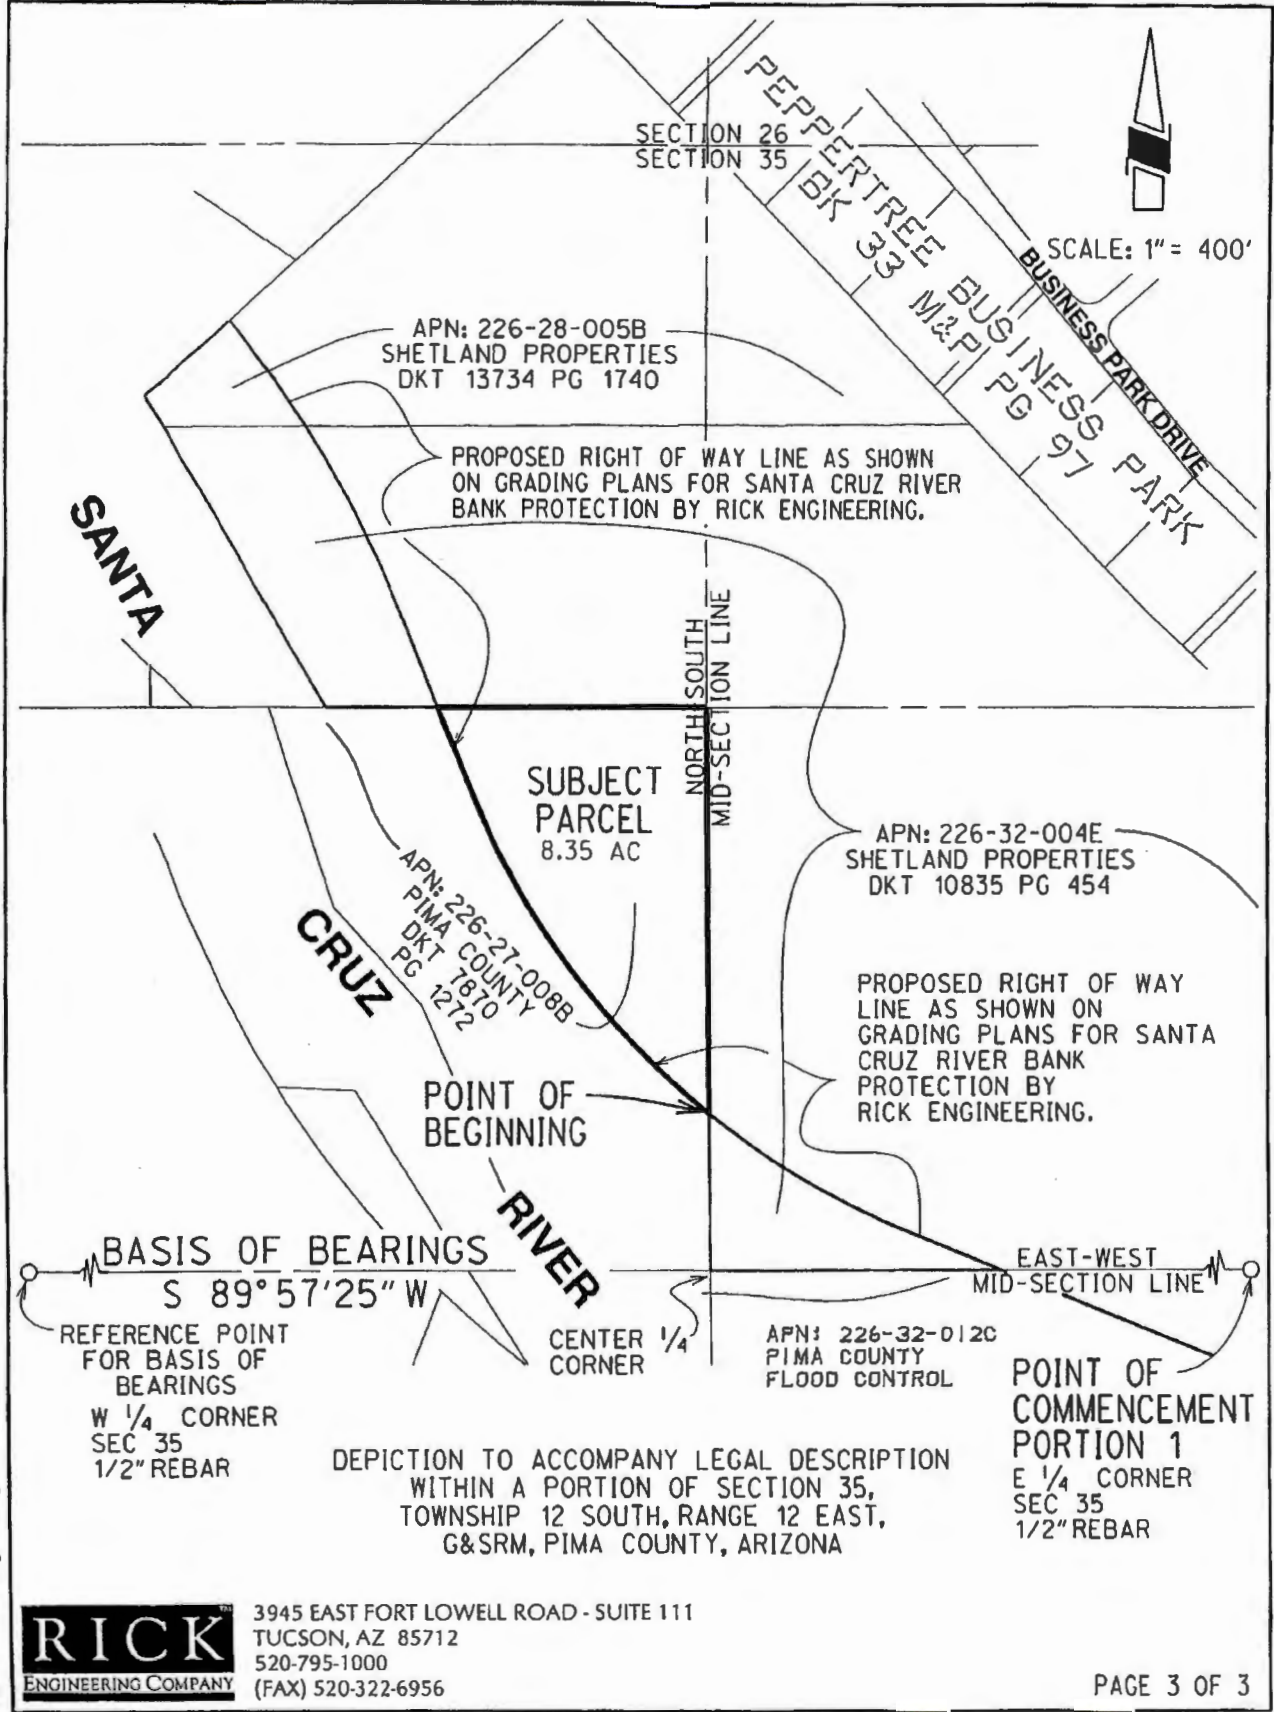 SECTION 26
SECTION 35
PEPPERTREE BUSINESS PARK
BK 33 M&P PG 97
BUSINESS PARK DRIVE
SCALE: 1" = 400'
APN: 226-28-005B
SHETLAND PROPERTIES
DKT 13734 PG 1740
PROPOSED RIGHT OF WAY LINE AS SHOWN
ON GRADING PLANS FOR SANTA CRUZ RIVER
BANK PROTECTION BY RICK ENGINEERING.
SANTA
NORTH-SOUTH
MID-SECTION LINE
SUBJECT
PARCEL
8.35 AC
APN: 226-32-004E
SHETLAND PROPERTIES
DKT 10835 PG 454
APN: 226-27-008B
PIMA COUNTY
DKT 7870
PG 1272
CRUZ
PROPOSED RIGHT OF WAY
LINE AS SHOWN ON
GRADING PLANS FOR SANTA
CRUZ RIVER BANK
PROTECTION BY
RICK ENGINEERING.
POINT OF
BEGINNING
RIVER
BASIS OF BEARINGS
S 89°57'25" W
EAST-WEST
MID-SECTION LINE
REFERENCE POINT
FOR BASIS OF
BEARINGS
W 1/4 CORNER
SEC 35
1/2" REBAR
CENTER 1/4
CORNER
APN: 226-32-012C
PIMA COUNTY
FLOOD CONTROL
POINT OF
COMMENCEMENT
PORTION 1
E 1/4 CORNER
SEC 35
1/2" REBAR
DEPICTION TO ACCOMPANY LEGAL DESCRIPTION
WITHIN A PORTION OF SECTION 35,
TOWNSHIP 12 SOUTH, RANGE 12 EAST,
G&SRM, PIMA COUNTY, ARIZONA
RICK™
ENGINEERING COMPANY
3945 EAST FORT LOWELL ROAD - SUITE 111
TUCSON, AZ 85712
520-795-1000
(FAX) 520-322-6956
PAGE 3 OF 3